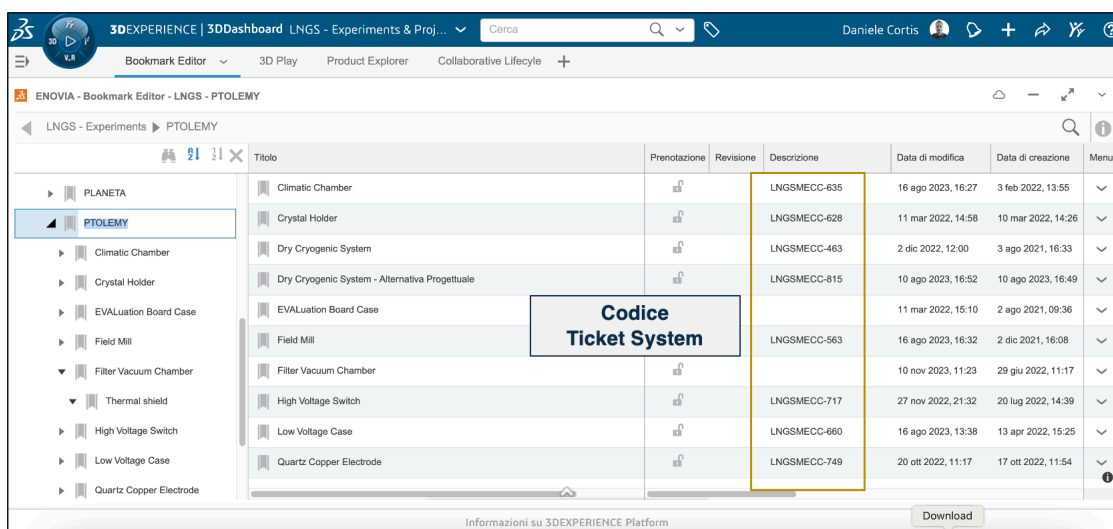 3DEXPERIENCE | 3DDashboard LNGS - Experiments & Proj... Cerca Daniele Cortis
3D V,R
Bookmark Editor 3D Play Product Explorer Collaborative Lifecyle
ENOVIA - Bookmark Editor - LNGS - PTOLEMY
LNGS - Experiments PTOLEMY
Titolo Prenotazione Revisione Descrizione Data di modifica Data di creazione Menu
PLANETA
PTOLEMY
Climatic Chamber
Crystal Holder
EVALuation Board Case
Field Mill
Filter Vacuum Chamber
Thermal shield
High Voltage Switch
Low Voltage Case
Quartz Copper Electrode
Climatic Chamber LNGSMECC-635 16 ago 2023, 16:27 3 feb 2022, 13:55
Crystal Holder LNGSMECC-628 11 mar 2022, 14:58 10 mar 2022, 14:26
Dry Cryogenic System LNGSMECC-463 2 dic 2022, 12:00 3 ago 2021, 16:33
Dry Cryogenic System - Alternativa Progettuale LNGSMECC-815 10 ago 2023, 16:52 10 ago 2023, 16:49
EVALuation Board Case 11 mar 2022, 15:10 2 ago 2021, 09:36
Field Mill LNGSMECC-563 16 ago 2023, 16:32 2 dic 2021, 16:08
Filter Vacuum Chamber 10 nov 2023, 11:23 29 giu 2022, 11:17
High Voltage Switch LNGSMECC-717 27 nov 2022, 21:32 20 lug 2022, 14:39
Low Voltage Case LNGSMECC-660 16 ago 2023, 13:38 13 apr 2022, 15:25
Quartz Copper Electrode LNGSMECC-749 20 ott 2022, 11:17 17 ott 2022, 11:54
Codice
Ticket System
Informazioni su 3DEXPERIENCE Platform
Download